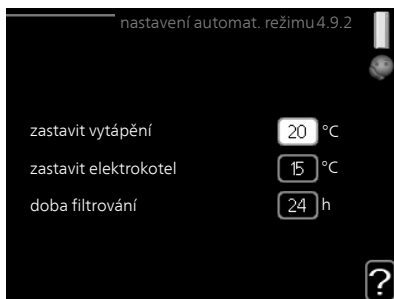 nastavení automat. režimu 4.9.2
zastavit vytápění 20 °C
zastavit elektrokotel 15 °C
doba filtrování 24 h
?